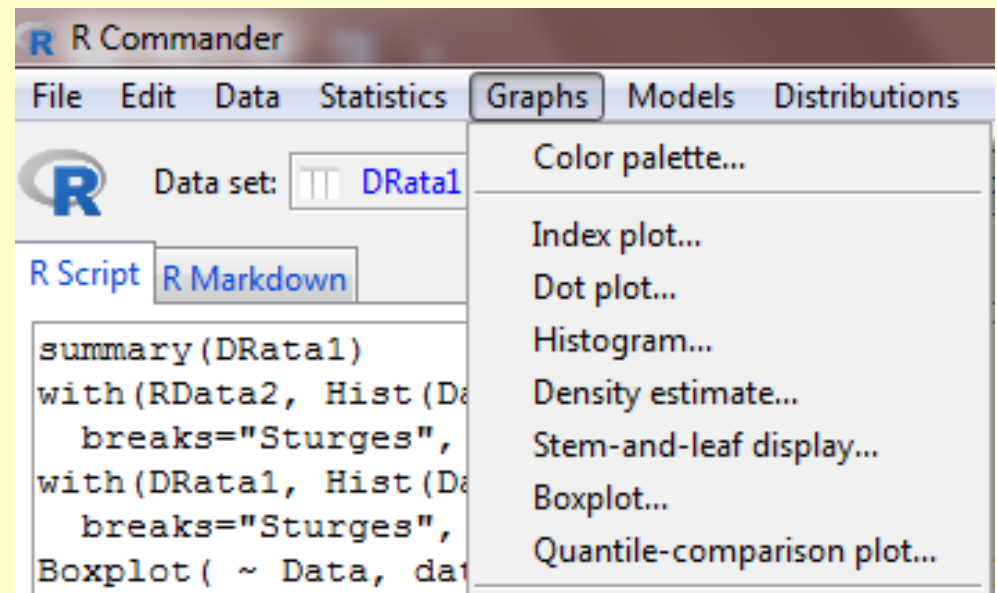 R Commander
File Edit Data Statistics Graphs Models Distributions
R Data set: DRata1
R Script R Markdown
summary(DRata1)
with(RData2, Hist(Da
breaks="Sturges",
with(DRata1, Hist(Da
breaks="Sturges",
Boxplot( ~ Data, dat
Color palette...
Index plot...
Dot plot...
Histogram...
Density estimate...
Stem-and-leaf display...
Boxplot...
Quantile-comparison plot...